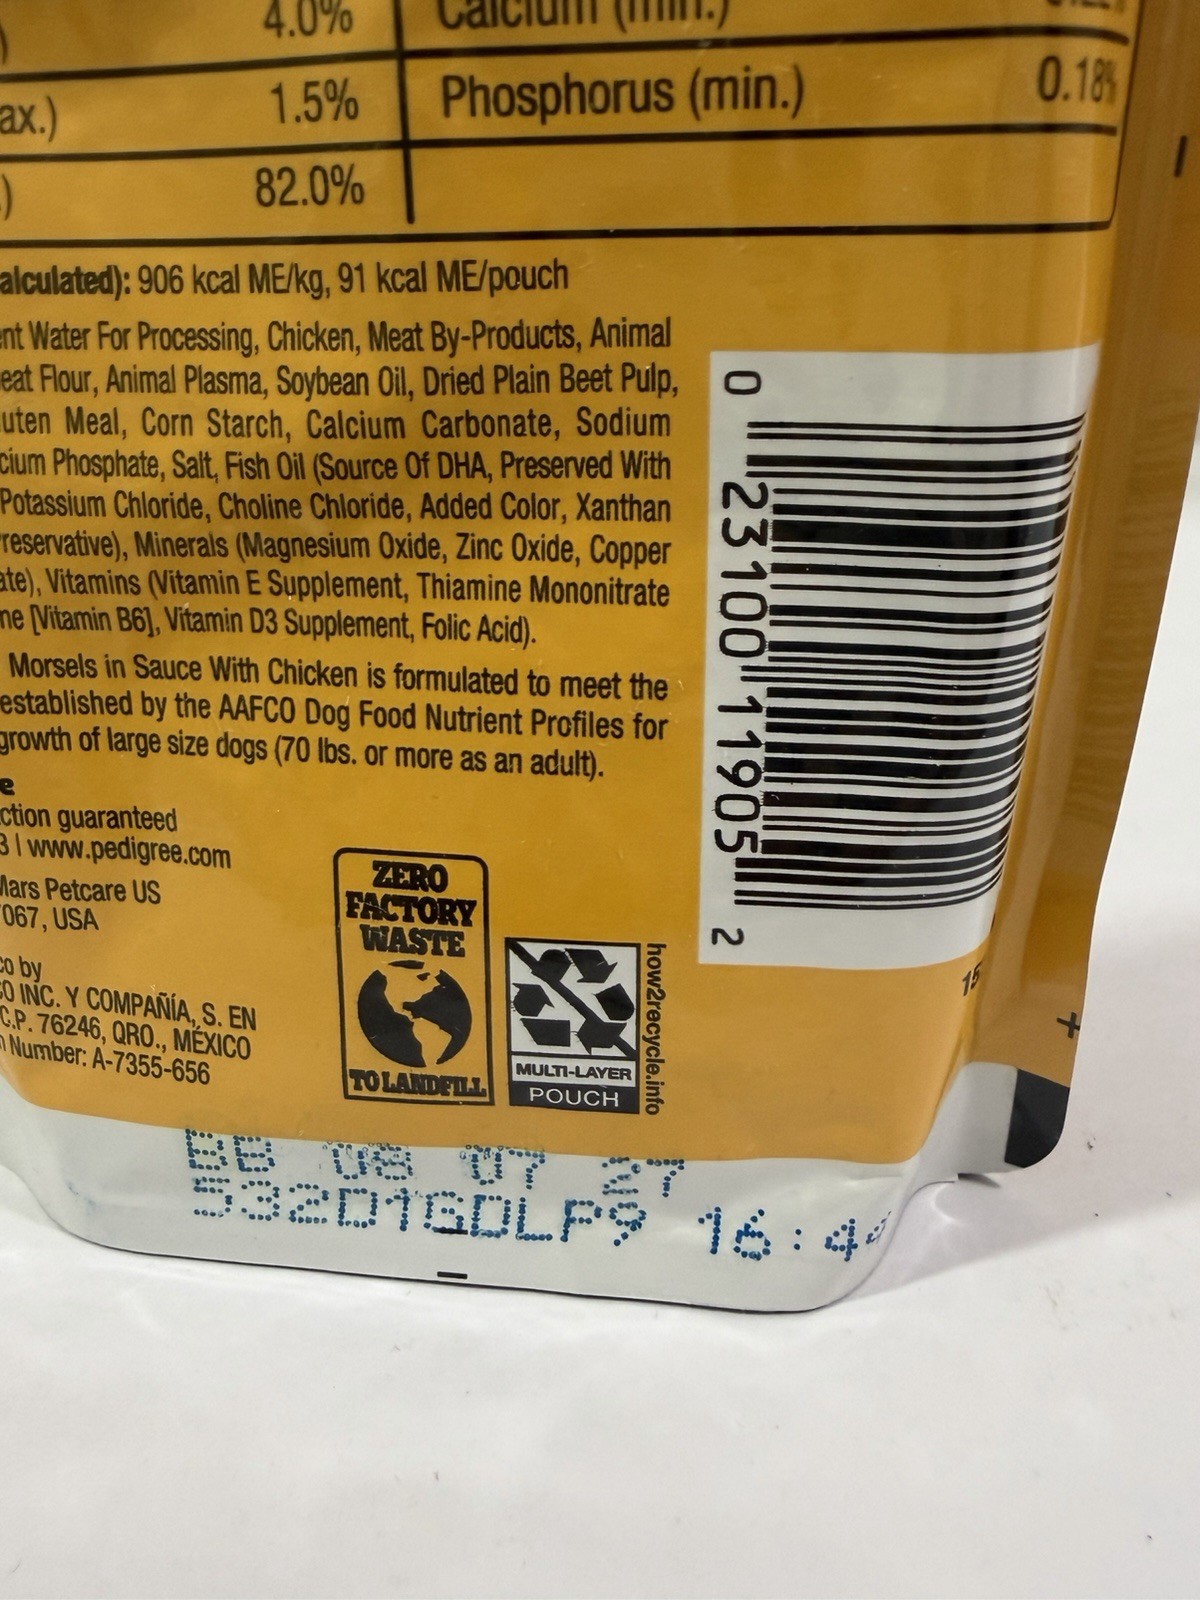 4.0%
Calcium (min.)
ax.)
1.5%
Phosphorus (min.)
0.18%
82.0%
alculated): 906 kcal ME/kg, 91 kcal ME/pouch
ent Water For Processing, Chicken, Meat By-Products, Animal
eat Flour, Animal Plasma, Soybean Oil, Dried Plain Beet Pulp,
uten Meal, Corn Starch, Calcium Carbonate, Sodium
cium Phosphate, Salt, Fish Oil (Source Of DHA, Preserved With
Potassium Chloride, Choline Chloride, Added Color, Xanthan
reservative), Minerals (Magnesium Oxide, Zinc Oxide, Copper
ate), Vitamins (Vitamin E Supplement, Thiamine Mononitrate
ne [Vitamin B6], Vitamin D3 Supplement, Folic Acid).
Morsels in Sauce With Chicken is formulated to meet the
established by the AAFCO Dog Food Nutrient Profiles for
growth of large size dogs (70 lbs. or more as an adult).
e
ction guaranteed
3 | www.pedigree.com
Mars Petcare US
7067, USA
co by
CO INC. Y COMPAÑÍA, S. EN
C.P. 76246, QRO., MÉXICO
n Number: A-7355-656
ZERO
FACTORY
WASTE
TO LANDFILL
MULTI-LAYER
POUCH
how2recycle.info
0 23100 11905 2
15
BB 08 07 27
532D1GDLP9 16:44